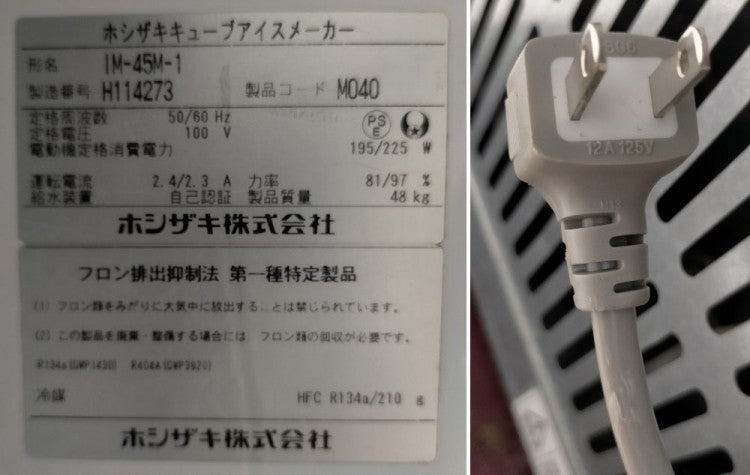 ホシザキキューブアイスメーカー
形名 IM-45M-1
製造番号 H114273 製品コード M040
定格周波数 50/60 Hz
定格電圧 100 V
PS
E
電動機定格消費電力 195/225 W
運転電流 2.4/2.3 A 力率 81/97 %
給水装置 自己認証 製品質量 48 kg
ホシザキ株式会社
フロン排出抑制法 第一種特定製品
(1) フロン類をみだりに大気中に放出することは禁じられています。
(2) この製品を廃棄・整備する場合には、フロン類の回収が必要です。
R134a(GWP1430) R404A(GWP3920)
冷媒 HFC R134a/210 g
ホシザキ株式会社
12A 125V